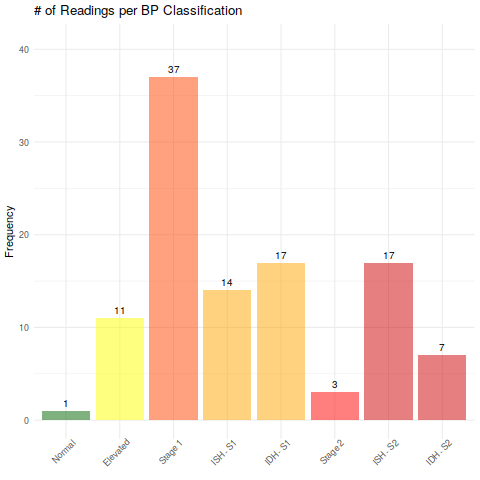 # of Readings per BP Classification
Frequency
40
30
20
10
0
1
11
37
14
17
3
17
7
Normal
Elevated
Stage 1
ISH - S1
IDH - S1
Stage 2
ISH - S2
IDH - S2